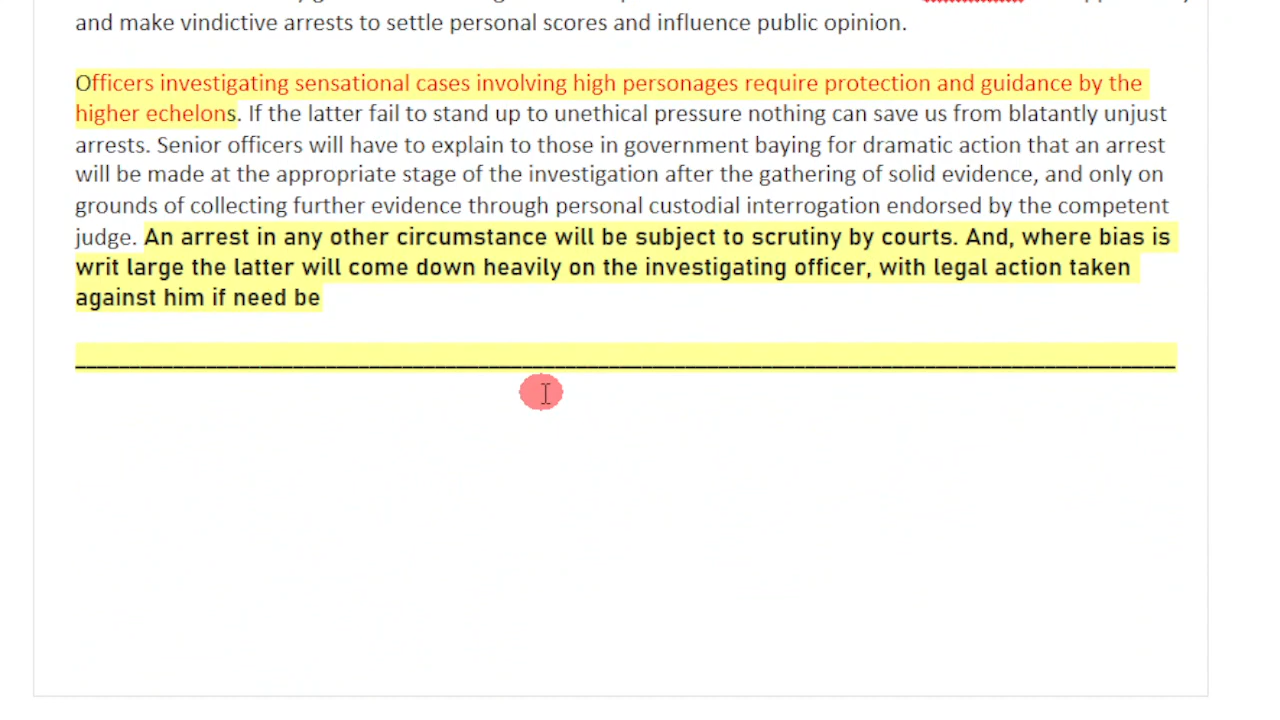 and make vindictive arrests to settle personal scores and influence public opinion.
Officers investigating sensational cases involving high personages require protection and guidance by the
higher echelons. If the latter fail to stand up to unethical pressure nothing can save us from blatantly unjust
arrests. Senior officers will have to explain to those in government baying for dramatic action that an arrest
will be made at the appropriate stage of the investigation after the gathering of solid evidence, and only on
grounds of collecting further evidence through personal custodial interrogation endorsed by the competent
judge. An arrest in any other circumstance will be subject to scrutiny by courts. And, where bias is
writ large the latter will come down heavily on the investigating officer, with legal action taken
against him if need be